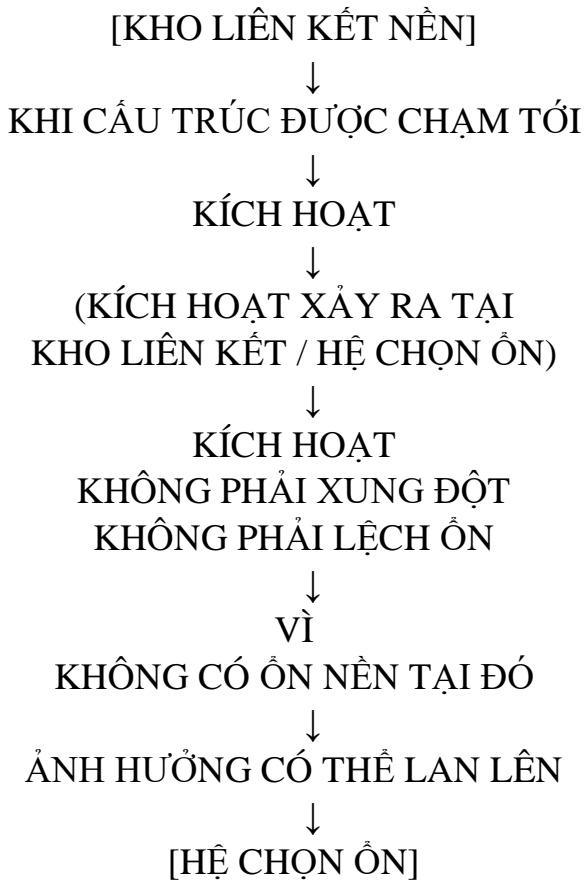 [KHO LIÊN KẾT NỀN]
↓
KHI CẤU TRÚC ĐƯỢC CHẠM TỚI
↓
KÍCH HOẠT
↓
(KÍCH HOẠT XẢY RA TẠI
KHO LIÊN KẾT / HỆ CHỌN ỔN)
↓
KÍCH HOẠT
KHÔNG PHẢI XUNG ĐỘT
KHÔNG PHẢI LỆCH ỔN
↓
VÌ
KHÔNG CÓ ỔN NỀN TẠI ĐÓ
↓
ẢNH HƯỞNG CÓ THỂ LAN LÊN
↓
[HỆ CHỌN ỔN]